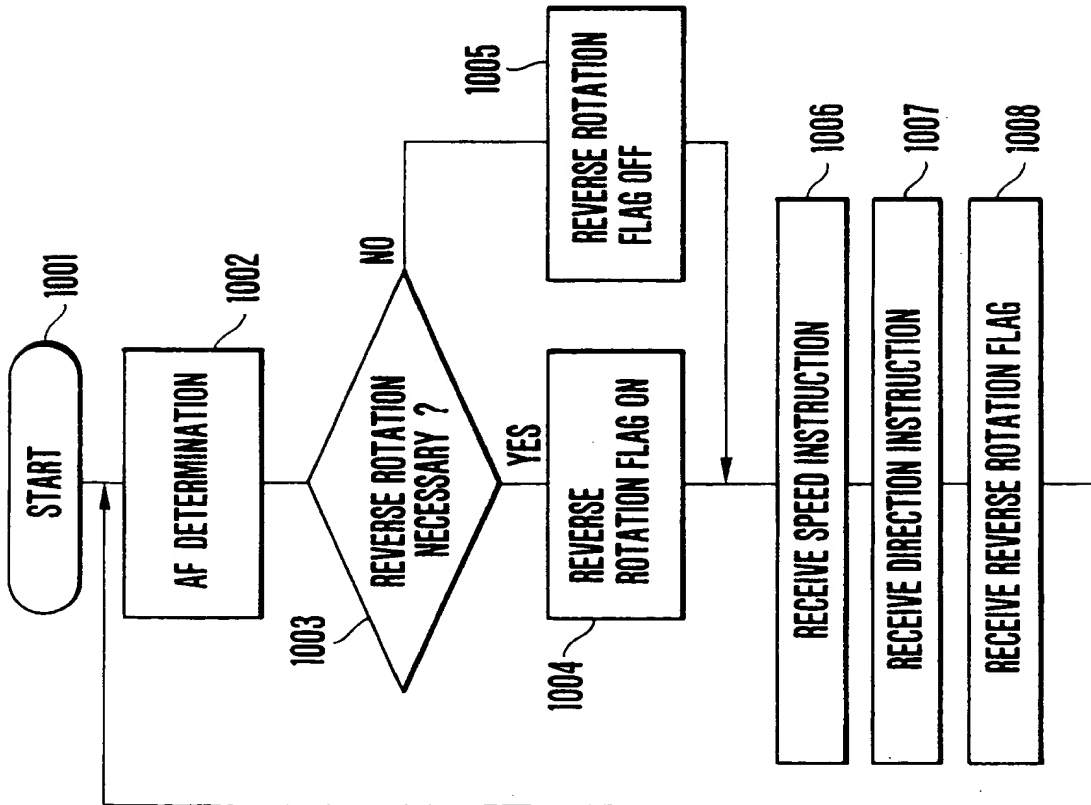 START
1001
AF DETERMINATION
1002
REVERSE ROTATION
NECESSARY ?
1003
NO
YES
REVERSE
ROTATION FLAG ON
1004
REVERSE ROTATION
FLAG OFF
1005
RECEIVE SPEED INSTRUCTION
1006
RECEIVE DIRECTION INSTRUCTION
1007
RECEIVE REVERSE ROTATION FLAG
1008